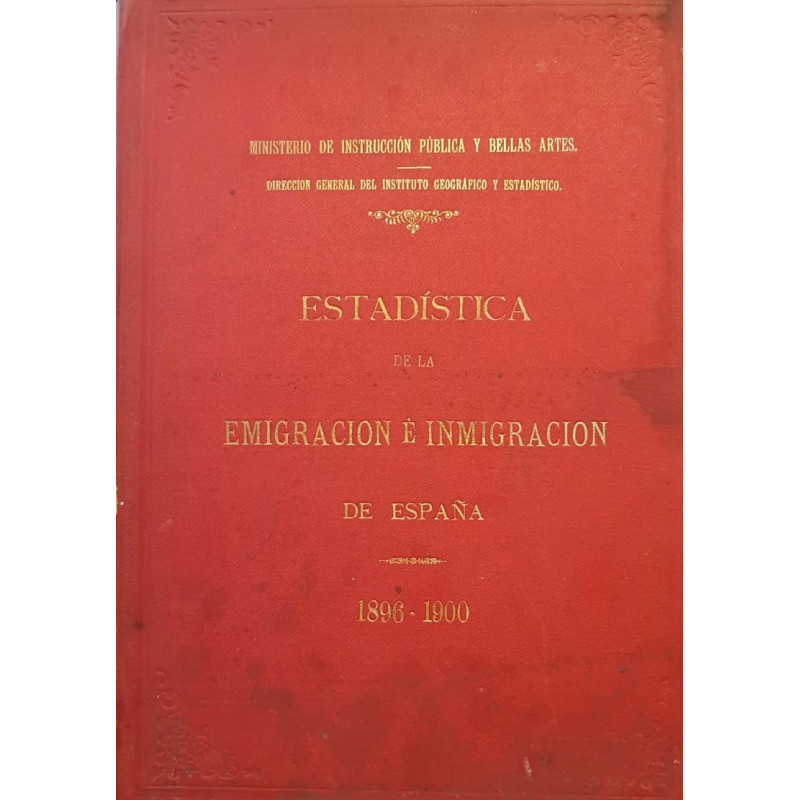 MINISTERIO DE INSTRUCCIÓN PÚBLICA Y BELLAS ARTES.
DIRECCION GENERAL DEL INSTITUTO GEOGRÁFICO Y ESTADÍSTICO.
ESTADÍSTICA
DE LA
EMIGRACION É INMIGRACION
DE ESPAÑA
1896-1900